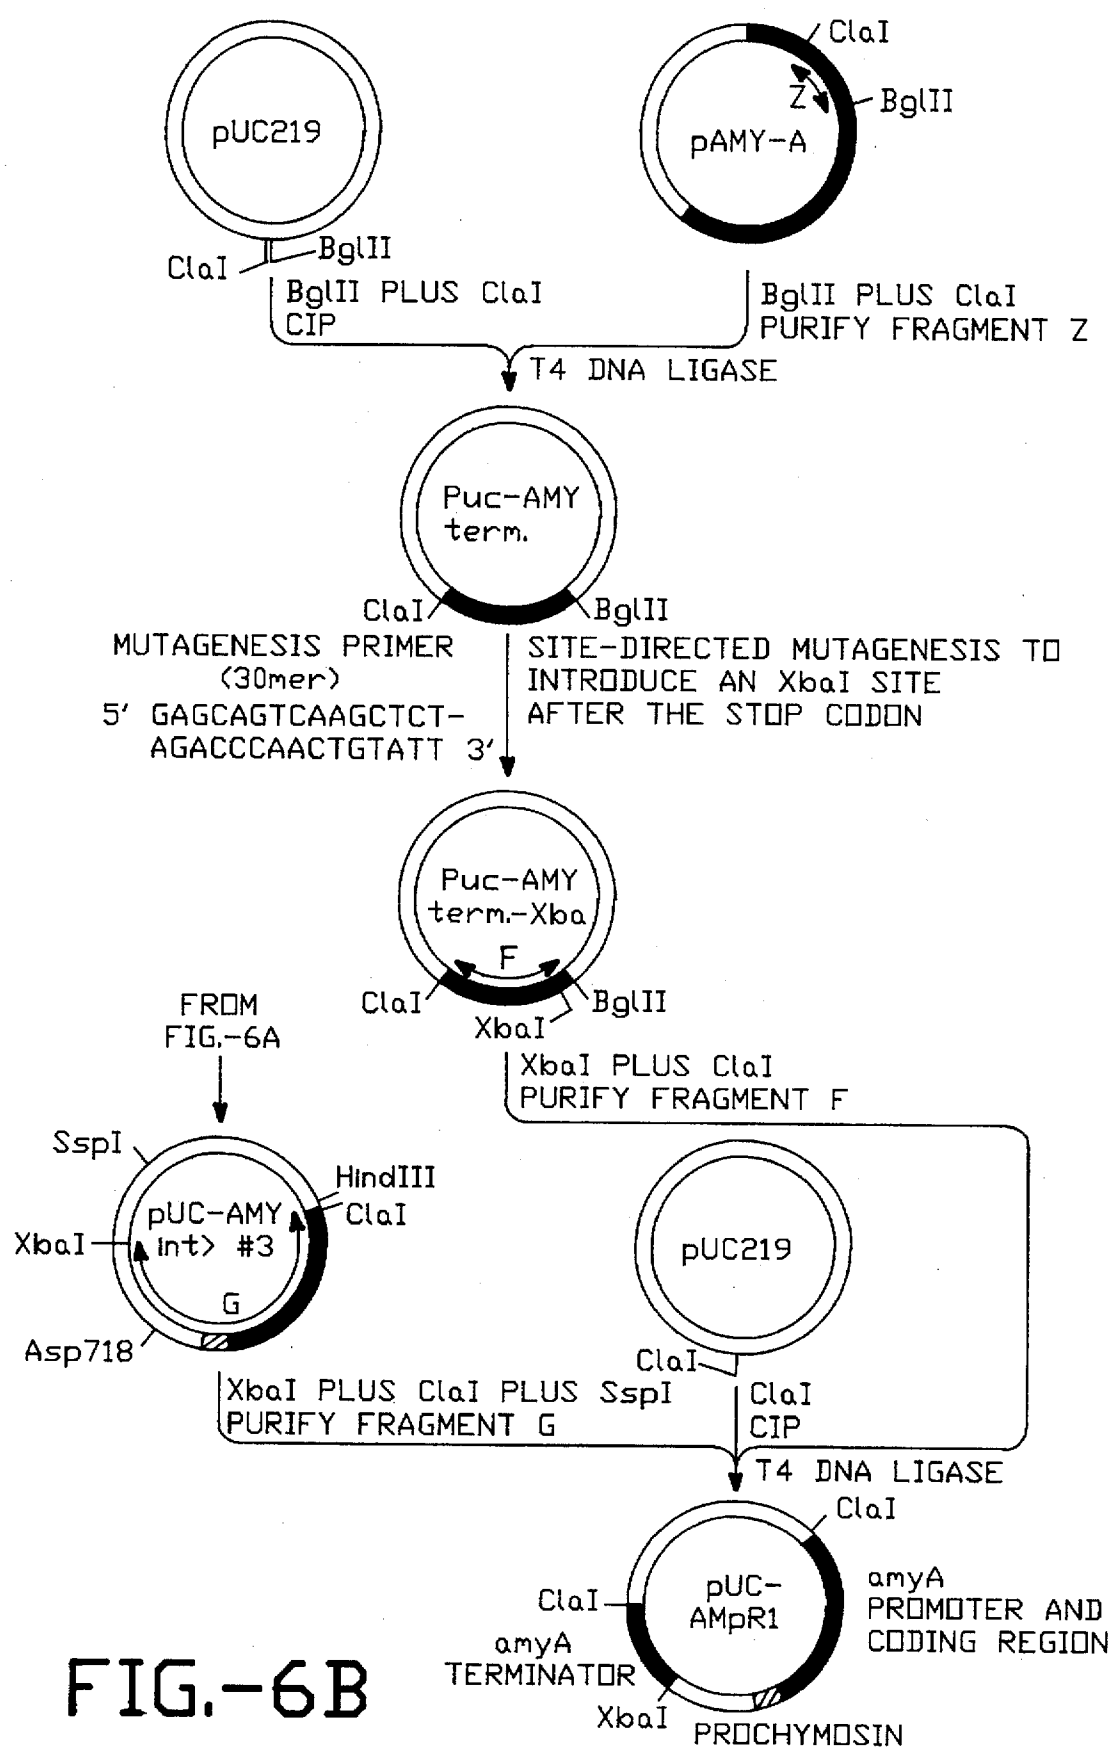 pUC219
ClaI
BglII
ClaI
BglII
Z
pAMY-A
BglII PLUS ClaI
CIP
BglII PLUS ClaI
PURIFY FRAGMENT Z
T4 DNA LIGASE
Puc-AMY
term.
ClaI
BglII
MUTAGENESIS PRIMER
(30mer)
5' GAGCAGTCAAGCTCT-
AGACCCAACTGTATT 3'
SITE-DIRECTED MUTAGENESIS TO
INTRODUCE AN XbaI SITE
AFTER THE STOP CODON
Puc-AMY
term.-Xba
F
ClaI
BglII
XbaI
XbaI PLUS ClaI
PURIFY FRAGMENT F
FROM
FIG.-6A
SspI
HindIII
ClaI
pUC-AMY
int> #3
XbaI
G
Asp718
pUC219
ClaI
XbaI PLUS ClaI PLUS SspI
PURIFY FRAGMENT G
ClaI
CIP
T4 DNA LIGASE
ClaI
pUC-
AMpR1
ClaI
amyA
PROMOTER AND
CODING REGION
amyA
TERMINATOR
XbaI
PROCHYMOSIN
FIG.-6B